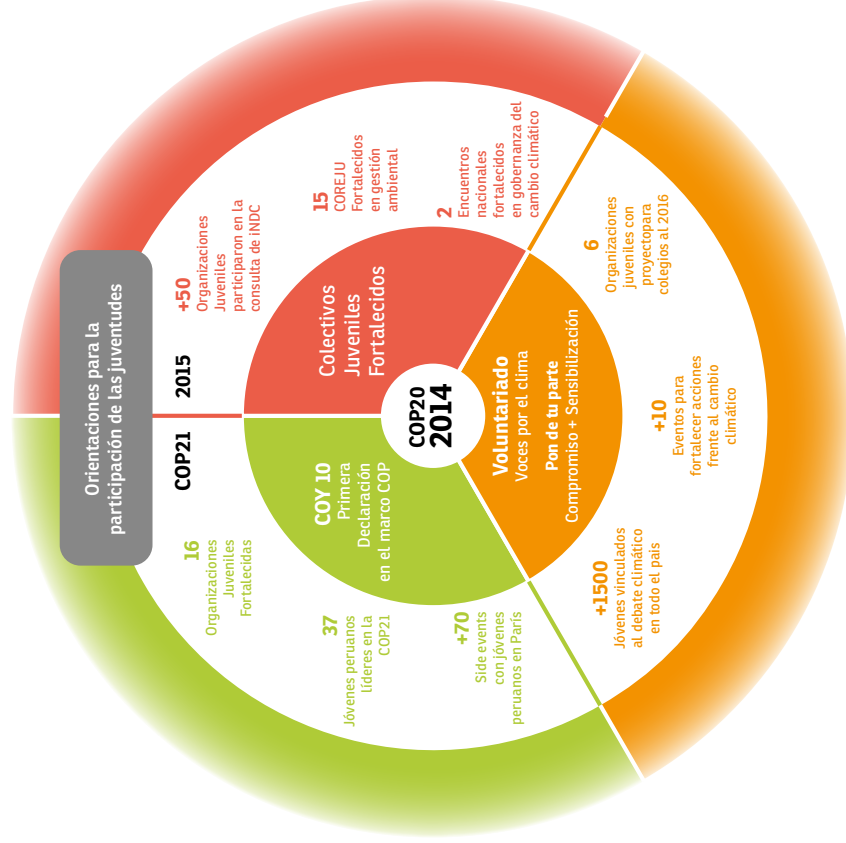 Orientaciones para la
participación de las juventudes
COP21
2015
COP20
2014
COY 10
Primera
Declaración
en el marco COP
Colectivos
Juveniles
Fortalecidos
Voluntariado
Voces por el clima
Pon de tu parte
Compromiso + Sensibilización
16
Organizaciones
Juveniles
Fortalecidas
37
Jóvenes peruanos
líderes en la
COP21
+70
Side events
con jóvenes
peruanos en París
+50
Organizaciones
Juveniles
participaron en la
consulta de iNDC
15
COREJU
Fortalecidos
en gestión
ambiental
2
Encuentros
nacionales
fortalecidos
en gobernanza del
cambio climático
+1500
Jóvenes vinculados
al debate climático
en todo el pais
+10
Eventos para
fortalecer acciones
frente al cambio
climático
6
Organizaciones
juveniles con
proyectopara
colegios al 2016